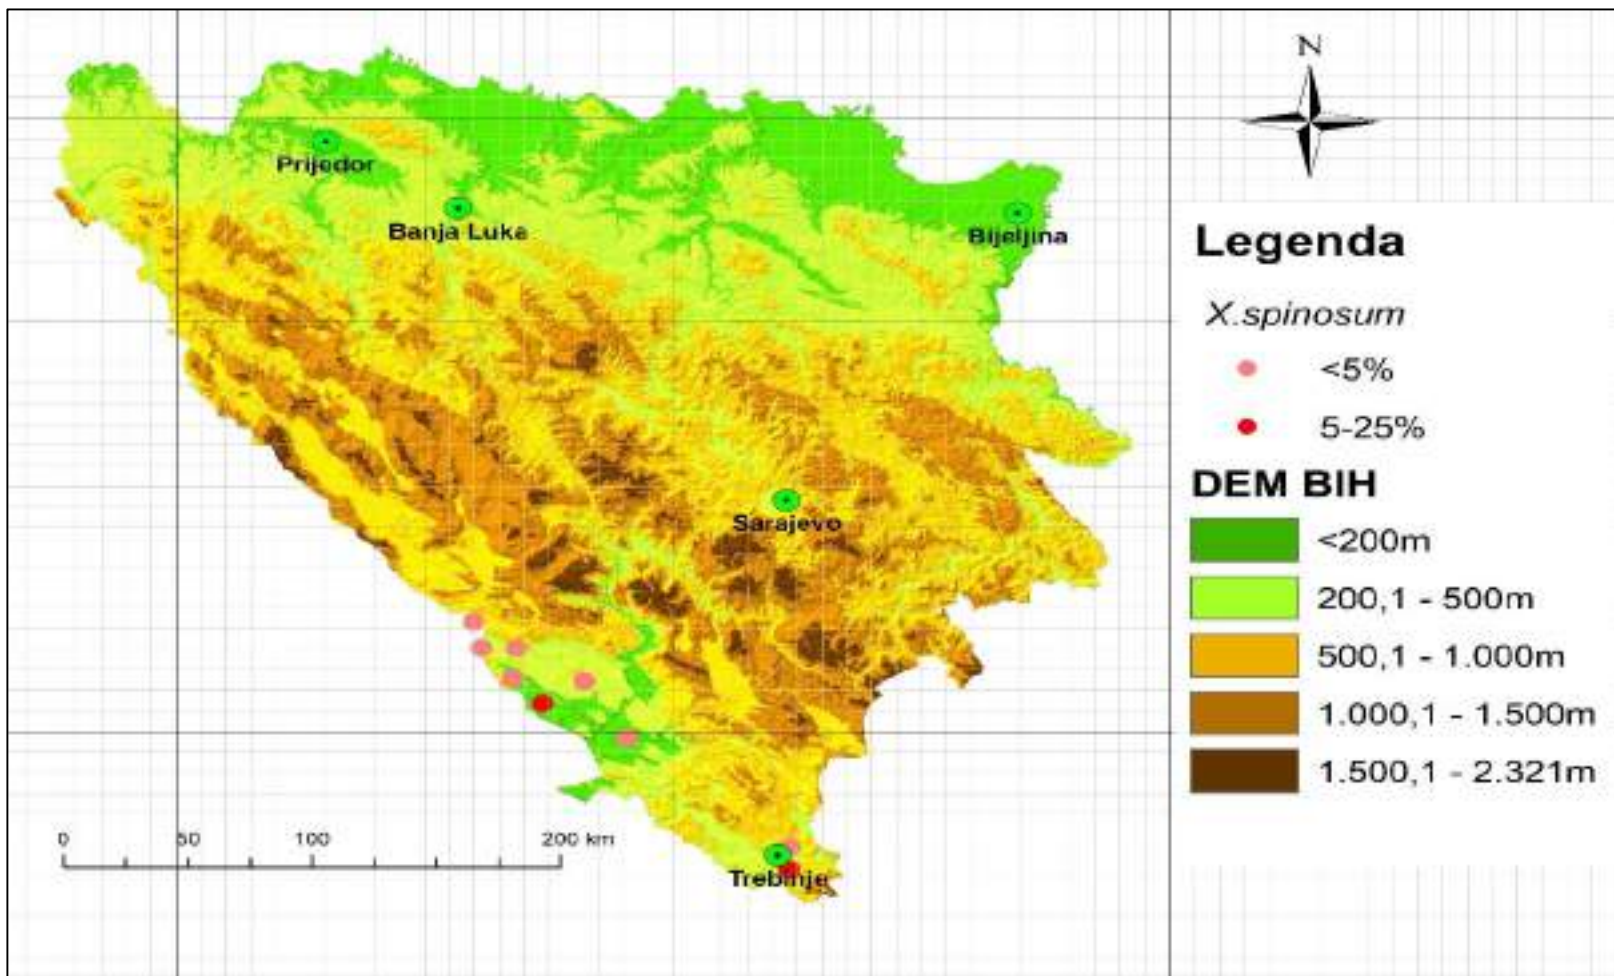 N
Prijedor
Banja Luka
Bijeljina
Sarajevo
Trebinje
0 50 100 200 km
Legenda
X.spinosum
<5%
5-25%
DEM BIH
<200m
200,1 - 500m
500,1 - 1.000m
1.000,1 - 1.500m
1.500,1 - 2.321m